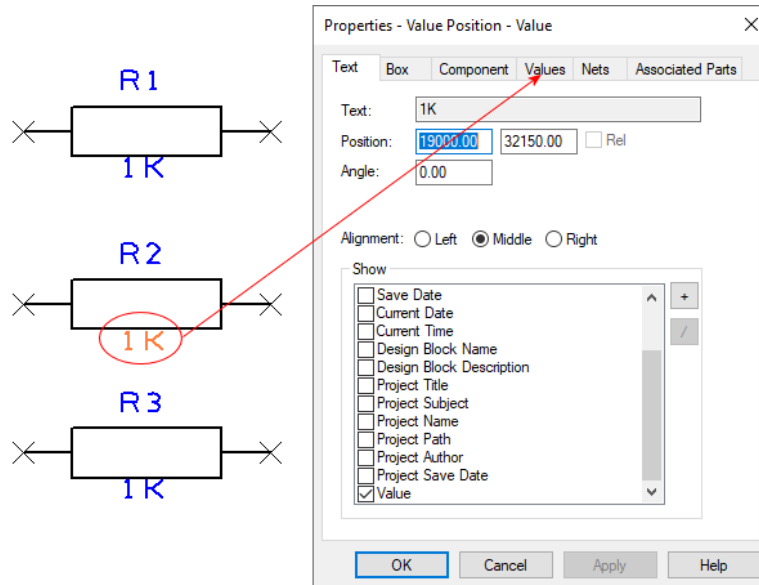 R1
1K
R2
1K
R3
1K
Properties - Value Position - Value
Text Box Component Values Nets Associated Parts
Text: 1K
Position: 19000.00 32150.00 Rel
Angle: 0.00
Alignment: Left Middle Right
Show
Save Date
Current Date
Current Time
Design Block Name
Design Block Description
Project Title
Project Subject
Project Name
Project Path
Project Author
Project Save Date
Value
+
/
OK Cancel Apply Help